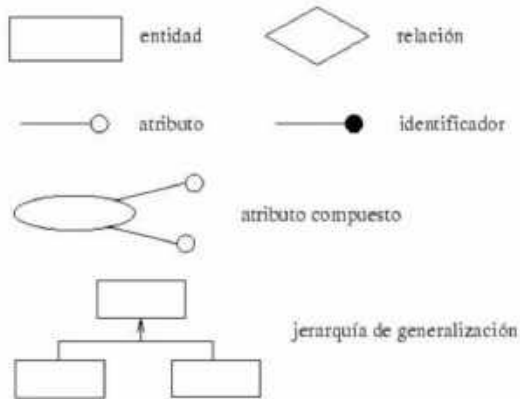 entidad
relación
atributo
identificador
atributo compuesto
jerarquía de generalización